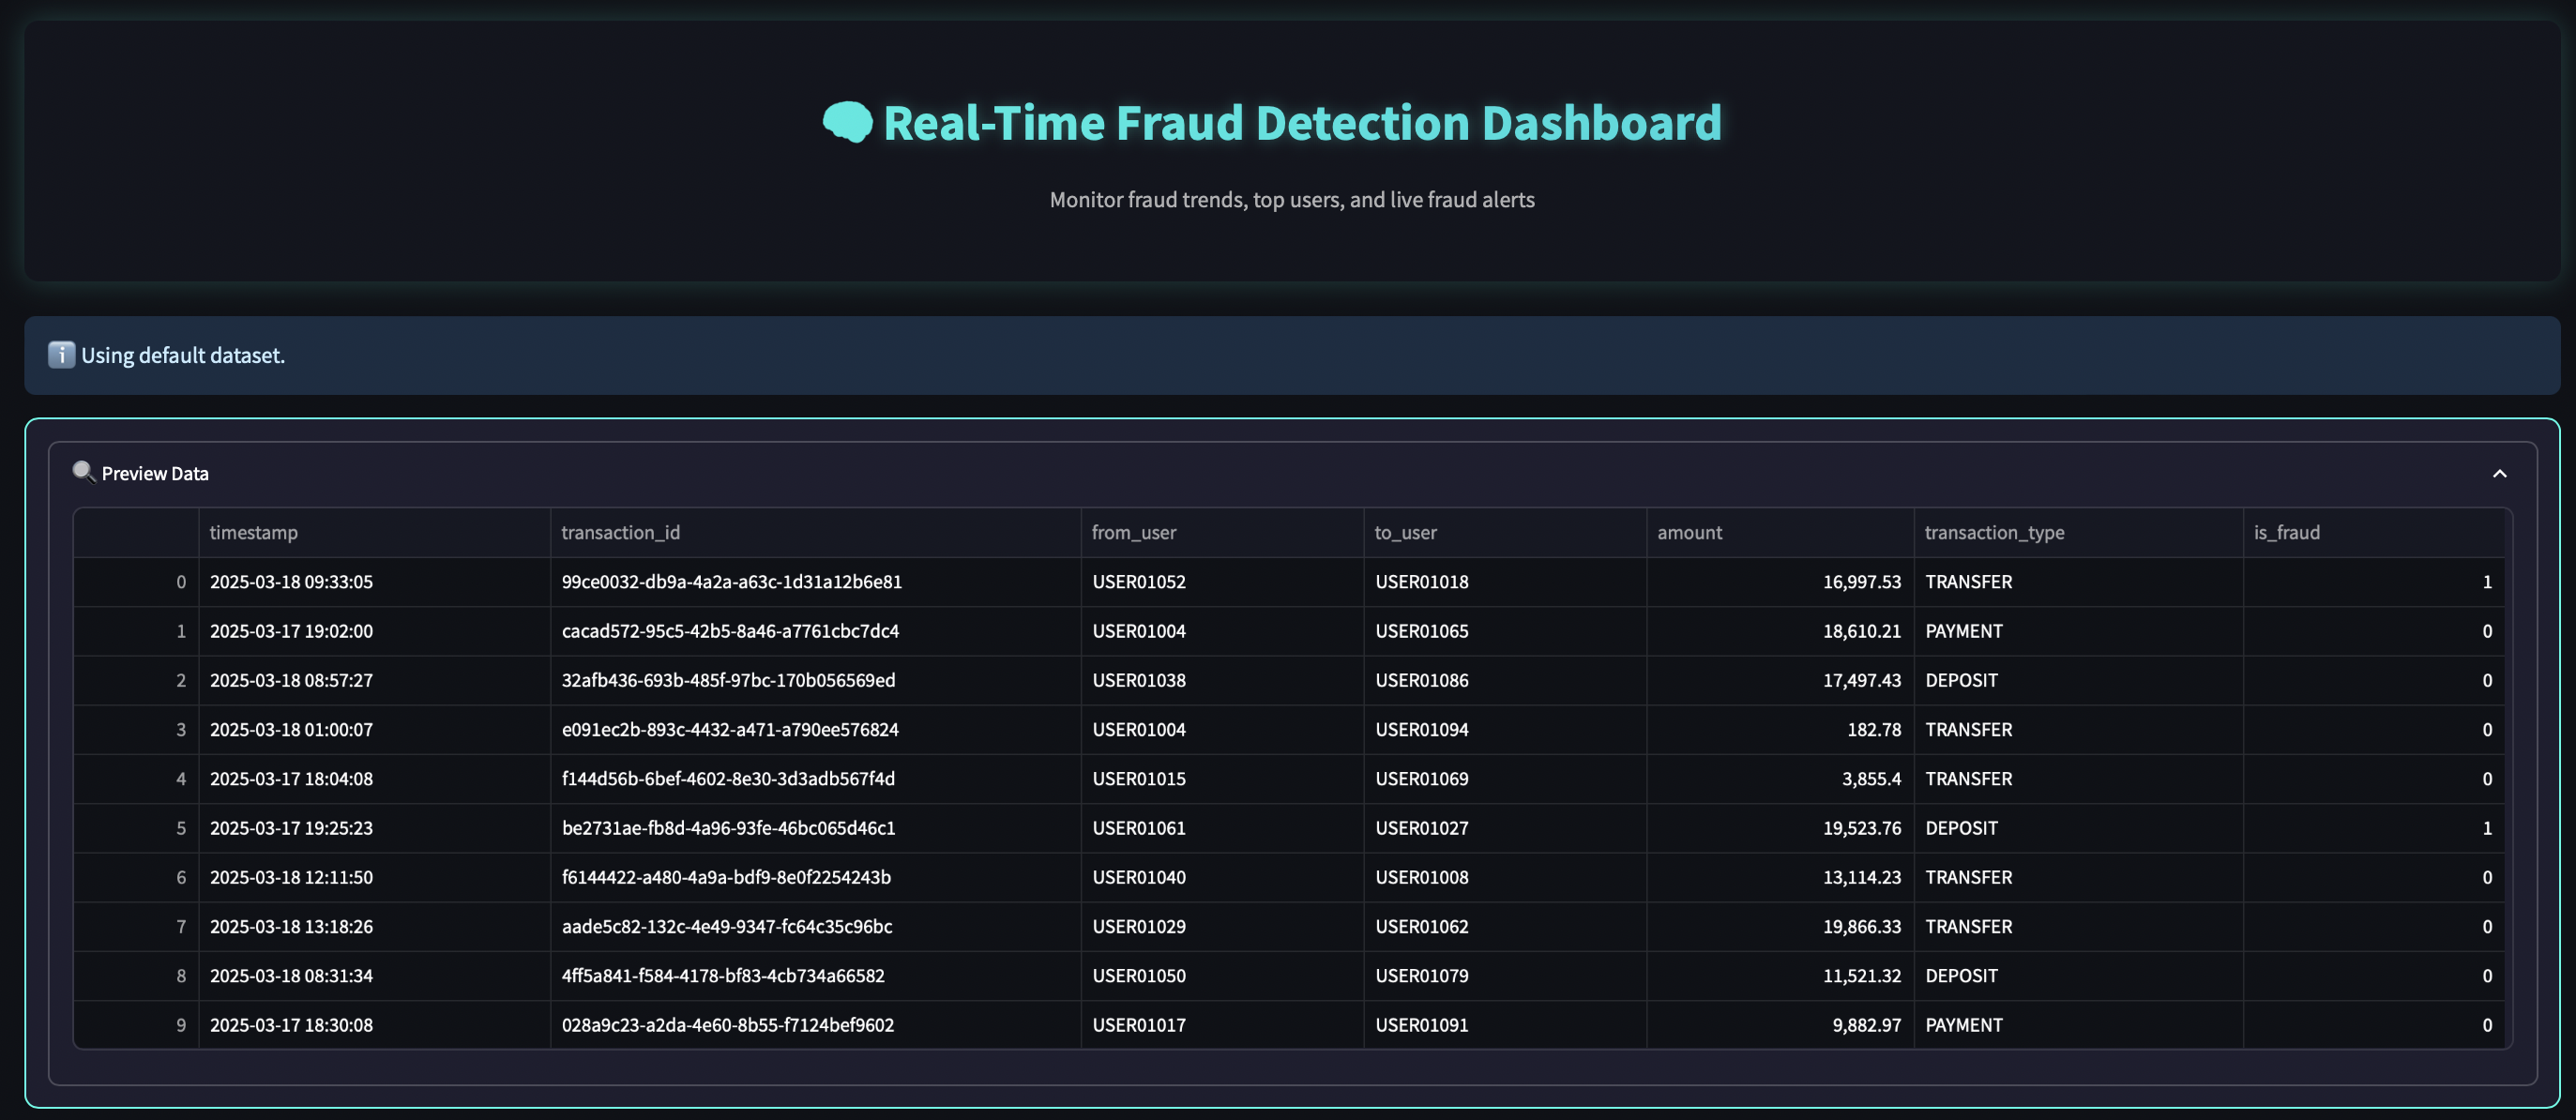 Real-Time Fraud Detection Dashboard
Monitor fraud trends, top users, and live fraud alerts
i Using default dataset.
Preview Data
timestamp transaction_id from_user to_user amount transaction_type is_fraud
0 2025-03-18 09:33:05 99ce0032-db9a-4a2a-a63c-1d31a12b6e81 USER01052 USER01018 16,997.53 TRANSFER 1
1 2025-03-17 19:02:00 cacad572-95c5-42b5-8a46-a7761cbc7dc4 USER01004 USER01065 18,610.21 PAYMENT 0
2 2025-03-18 08:57:27 32afb436-693b-485f-97bc-170b056569ed USER01038 USER01086 17,497.43 DEPOSIT 0
3 2025-03-18 01:00:07 e091ec2b-893c-4432-a471-a790ee576824 USER01004 USER01094 182.78 TRANSFER 0
4 2025-03-17 18:04:08 f144d56b-6bef-4602-8e30-3d3adb567f4d USER01015 USER01069 3,855.4 TRANSFER 0
5 2025-03-17 19:25:23 be2731ae-fb8d-4a96-93fe-46bc065d46c1 USER01061 USER01027 19,523.76 DEPOSIT 1
6 2025-03-18 12:11:50 f6144422-a480-4a9a-bdf9-8e0f2254243b USER01040 USER01008 13,114.23 TRANSFER 0
7 2025-03-18 13:18:26 aade5c82-132c-4e49-9347-fc64c35c96bc USER01029 USER01062 19,866.33 TRANSFER 0
8 2025-03-18 08:31:34 4ff5a841-f584-4178-bf83-4cb734a66582 USER01050 USER01079 11,521.32 DEPOSIT 0
9 2025-03-17 18:30:08 028a9c23-a2da-4e60-8b55-f7124bef9602 USER01017 USER01091 9,882.97 PAYMENT 0